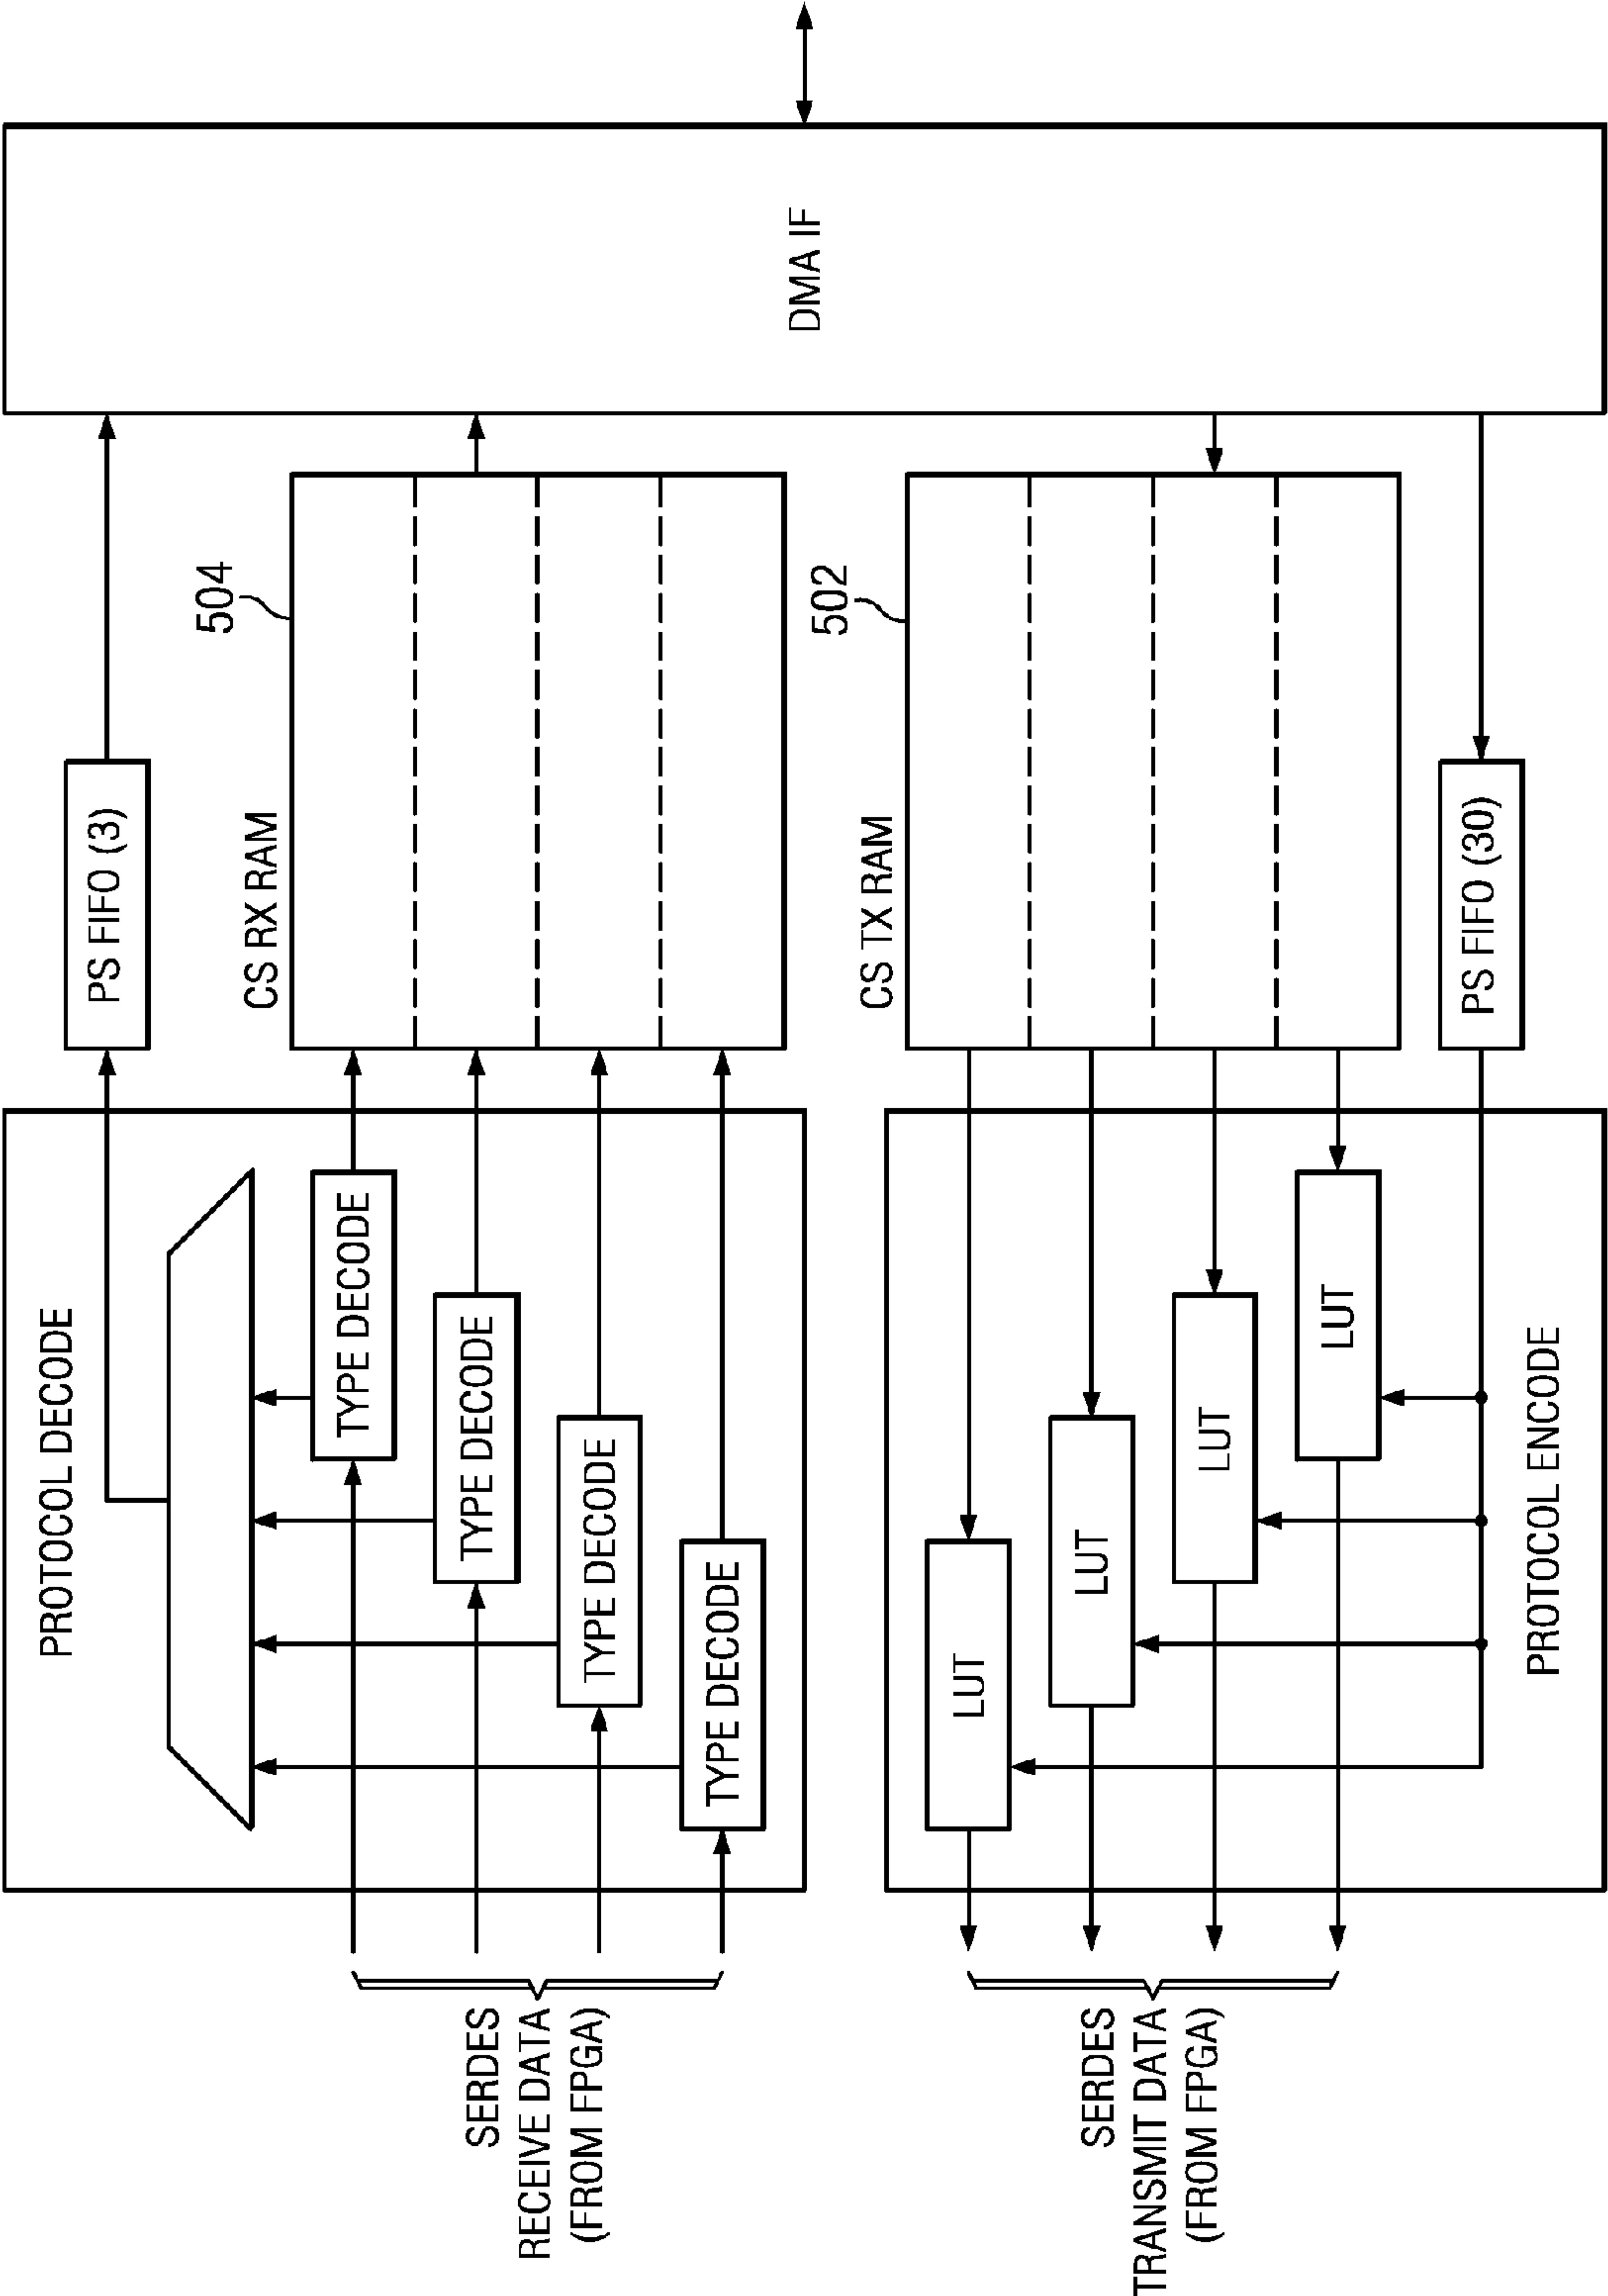 PROTOCOL DECODE
TYPE DECODE
TYPE DECODE
TYPE DECODE
TYPE DECODE
SERDES
RECEIVE DATA
(FROM FPGA)
PS FIFO (3)
CS RX RAM
504
DMA IF
CS TX RAM
502
PS FIFO (30)
LUT
LUT
LUT
LUT
PROTOCOL ENCODE
SERDES
TRANSMIT DATA
(FROM FPGA)